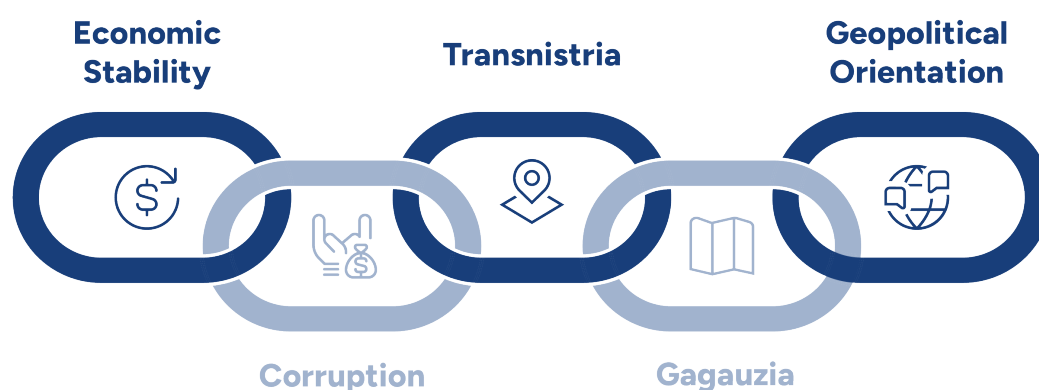 Economic
Stability
Transnistria
Geopolitical
Orientation
$
$
Corruption
Gagauzia